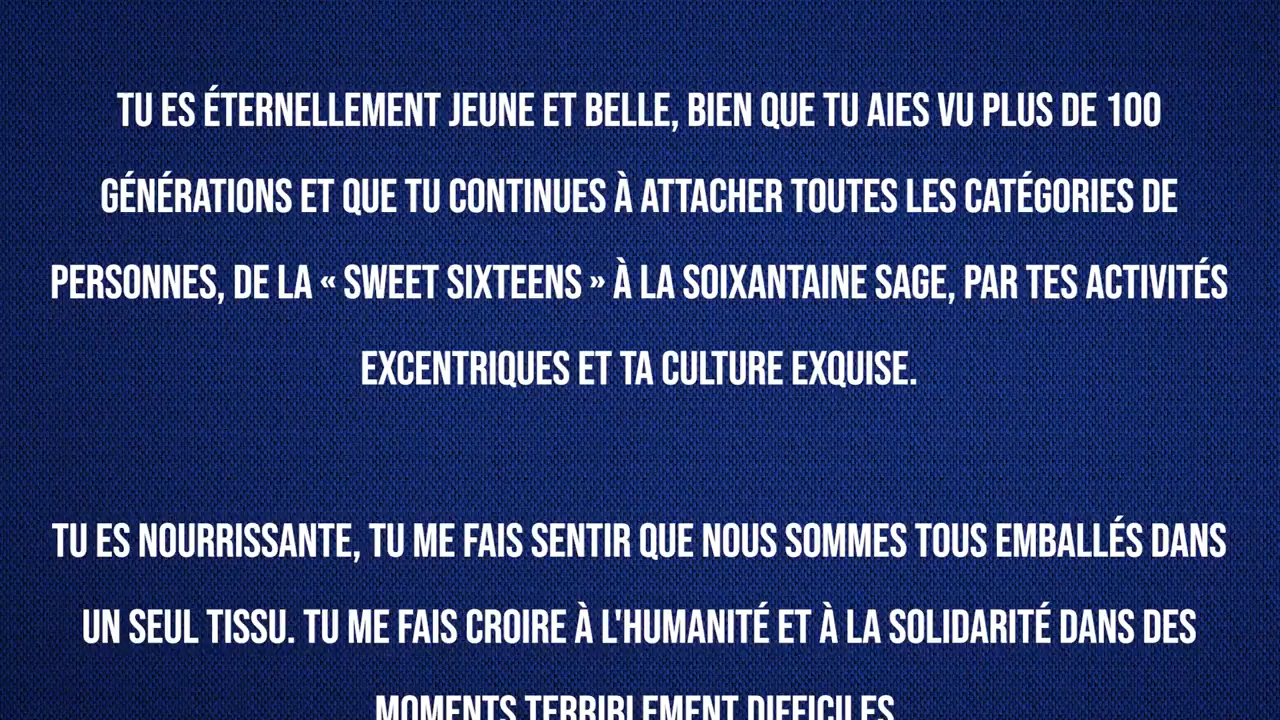 TU ES ÉTERNELLEMENT JEUNE ET BELLE, BIEN QUE TU AIES VU PLUS DE 100
GÉNÉRATIONS ET QUE TU CONTINUES À ATTACHER TOUTES LES CATÉGORIES DE
PERSONNES, DE LA « SWEET SIXTEENS » À LA SOIXANTAINE SAGE, PAR TES ACTIVITÉS
EXCENTRIQUES ET TA CULTURE EXQUISE.
TU ES NOURRISSANTE, TU ME FAIS SENTIR QUE NOUS SOMMES TOUS EMBALLÉS DANS
UN SEUL TISSU. TU ME FAIS CROIRE À L'HUMANITÉ ET À LA SOLIDARITÉ DANS DES
MOMENTS TERRIBLEMENT DIFFICILES.